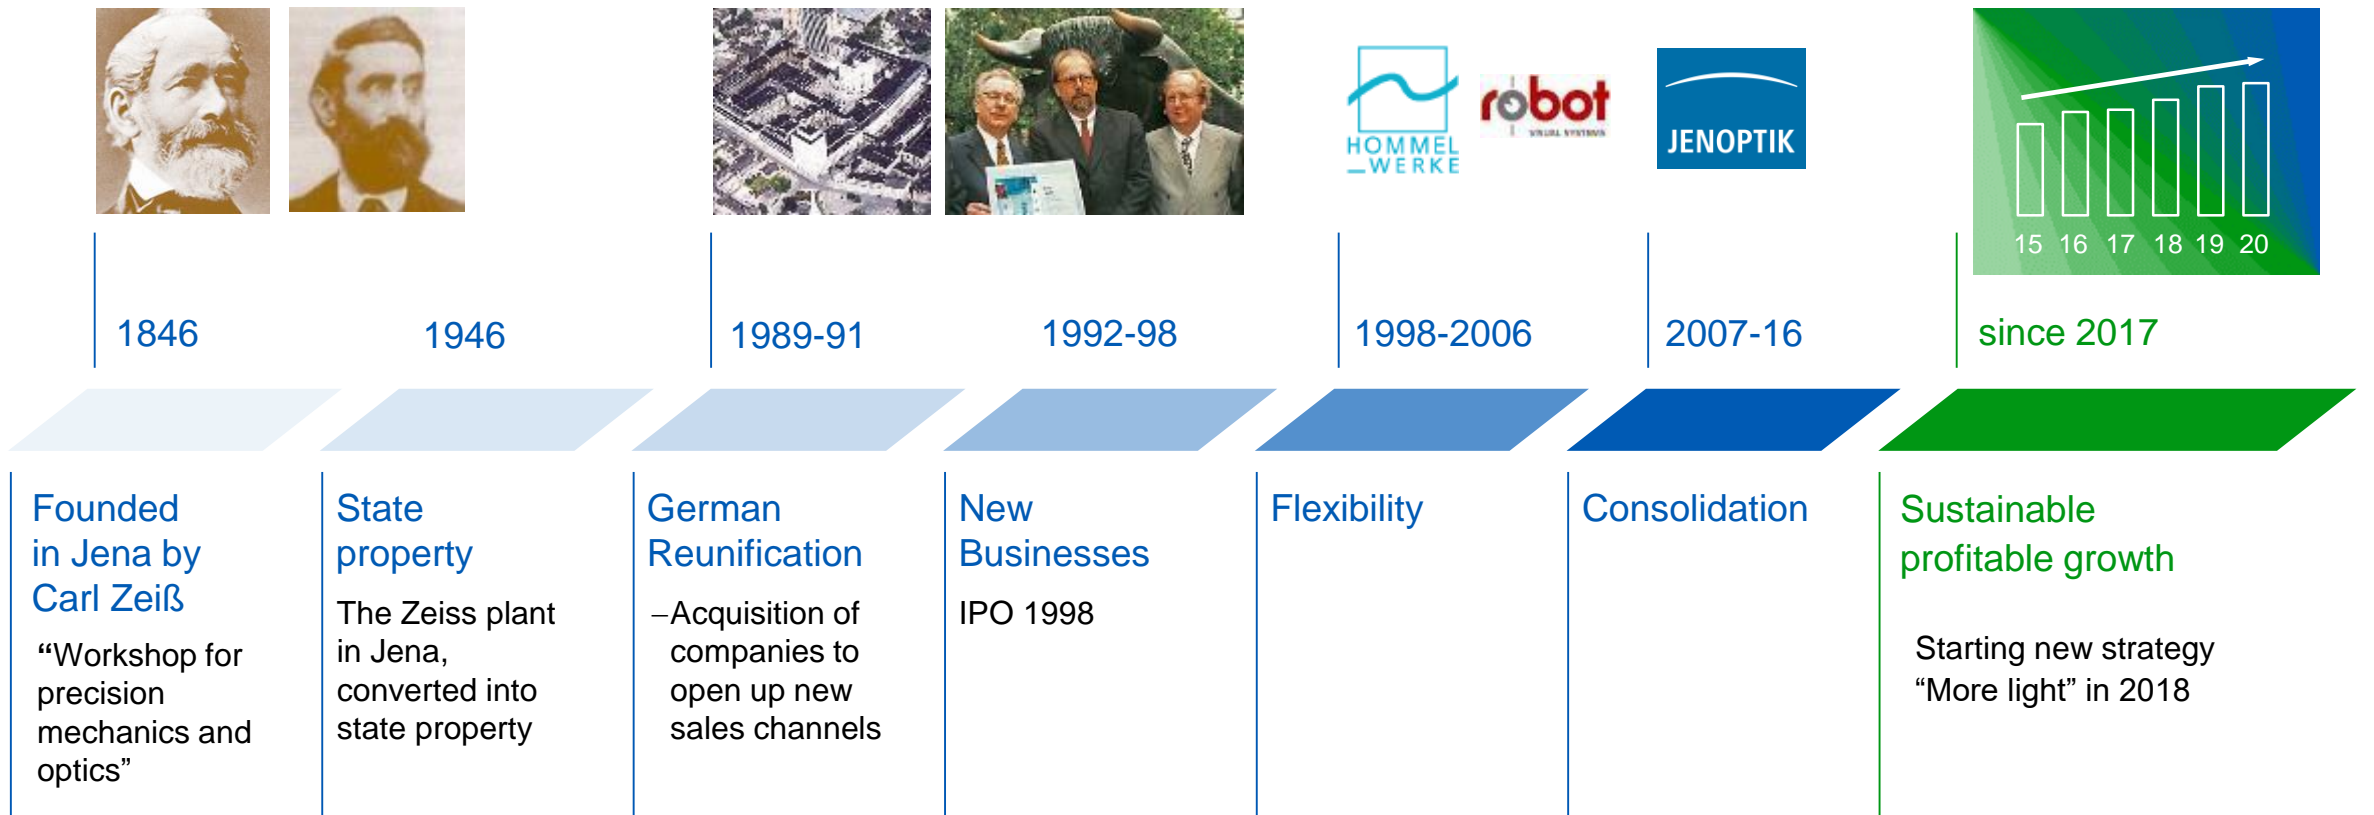 HOMMEL
_WERKE
robot
VISUAL SYSTEMS
JENOPTIK
15 16 17 18 19 20
1846
1946
1989-91
1992-98
1998-2006
2007-16
since 2017
Founded
in Jena by
Carl Zeiß
“Workshop for
precision
mechanics and
optics”
State
property
The Zeiss plant
in Jena,
converted into
state property
German
Reunification
–Acquisition of
companies to
open up new
sales channels
New
Businesses
IPO 1998
Flexibility
Consolidation
Sustainable
profitable growth
Starting new strategy
“More light” in 2018